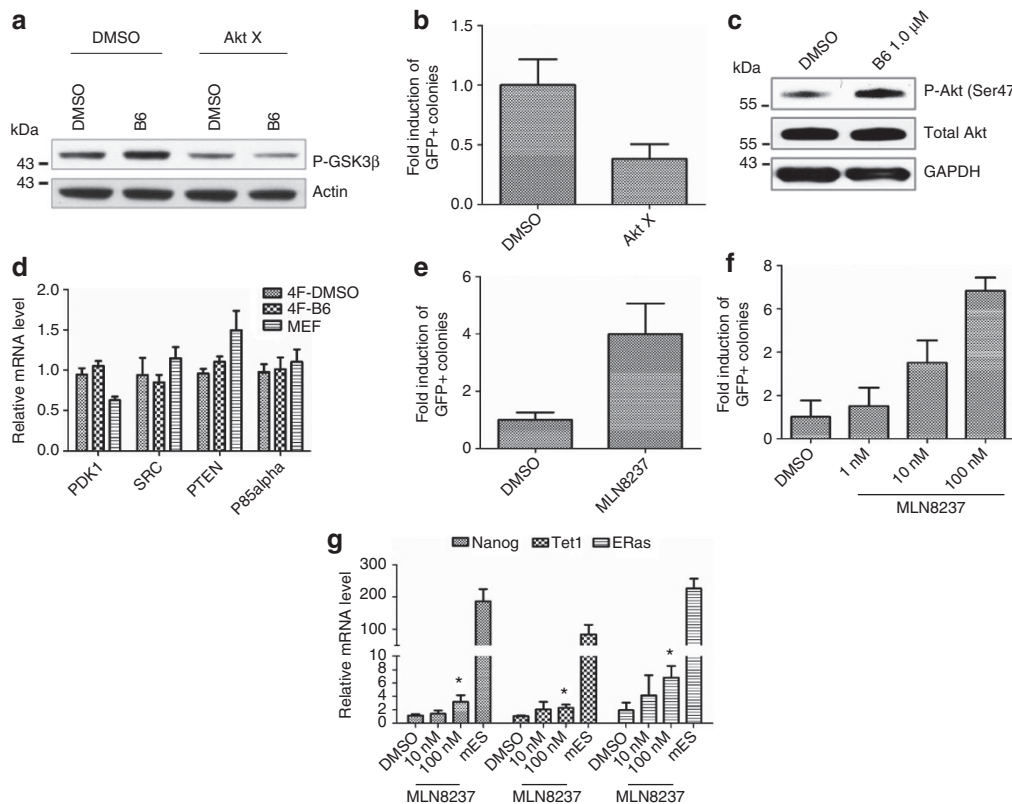 a
DMSO
Akt X
kDa
DMSO
B6
DMSO
B6
43
43
P-GSK3β
Actin
b
Fold induction of
GFP+ colonies
1.5
1.0
0.5
0.0
DMSO
Akt X
c
kDa
DMSO
B6 1.0 μM
55
55
43
P-Akt (Ser47
Total Akt
GAPDH
d
Relative mRNA level
2.0
1.5
1.0
0.5
0.0
4F-DMSO
4F-B6
MEF
PDK1
SRC
PTEN
P85alpha
e
Fold induction of
GFP+ colonies
6
4
2
0
DMSO
MLN8237
f
Fold induction of
GFP+ colonies
8
6
2
2
0
DMSO
1 nM
10 nM
100 nM
MLN8237
g
Nanog
Tet1
ERas
Relative mRNA level
300
200
100
10
8
6
4
2
0
*
*
*
DMSO
10 nM
100 nM
mES
DMSO
10 nM
100 nM
mES
DMSO
10 nM
100 nM
mES
MLN8237
MLN8237
MLN8237